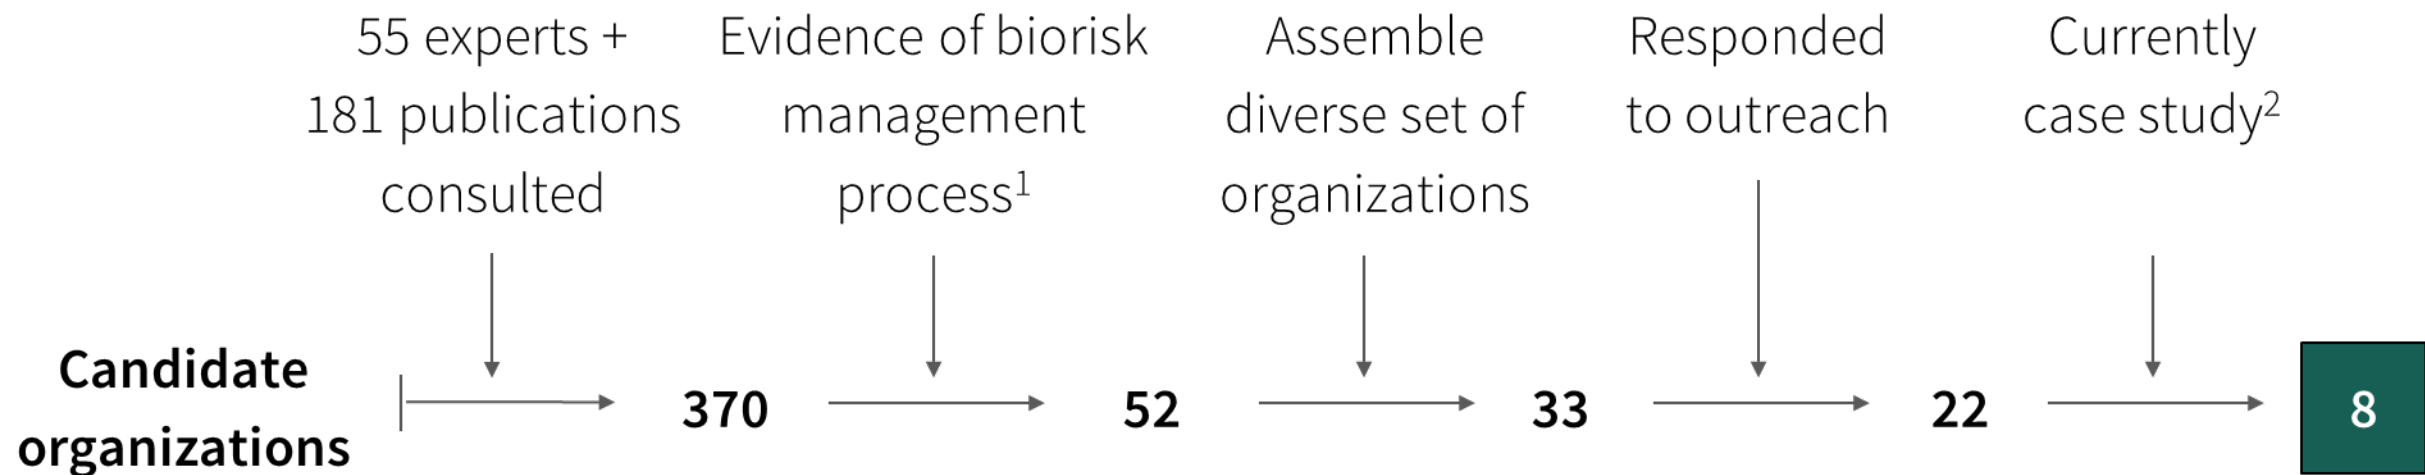 55 experts +
181 publications
consulted
Evidence of biorisk
management
process¹
Assemble
diverse set of
organizations
Responded
to outreach
Currently
case study²
Candidate
organizations
370
52
33
22
8